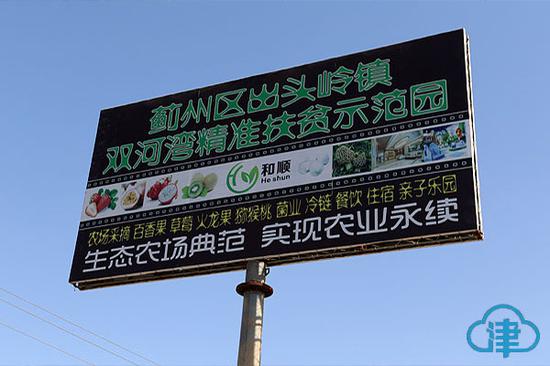 蓟州区出头岭镇
双河湾精准扶贫示范园
和顺
He shun
农场采摘 百香果 草莓 火龙果 猕猴桃 菌业 冷链 餐饮 住宿 亲子乐园
生态农场典范 实现农业永续
津